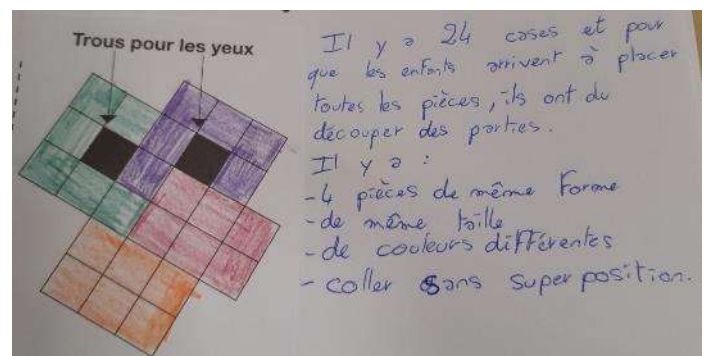 Trous pour les yeux
Il y a 24 cases et pour
que les enfants arrivent à placer
toutes les pièces, ils ont du
découper des parties.
Il y a :
- 4 pièces de même forme
- de même taille
- de couleurs différentes
- coller sans superposition.